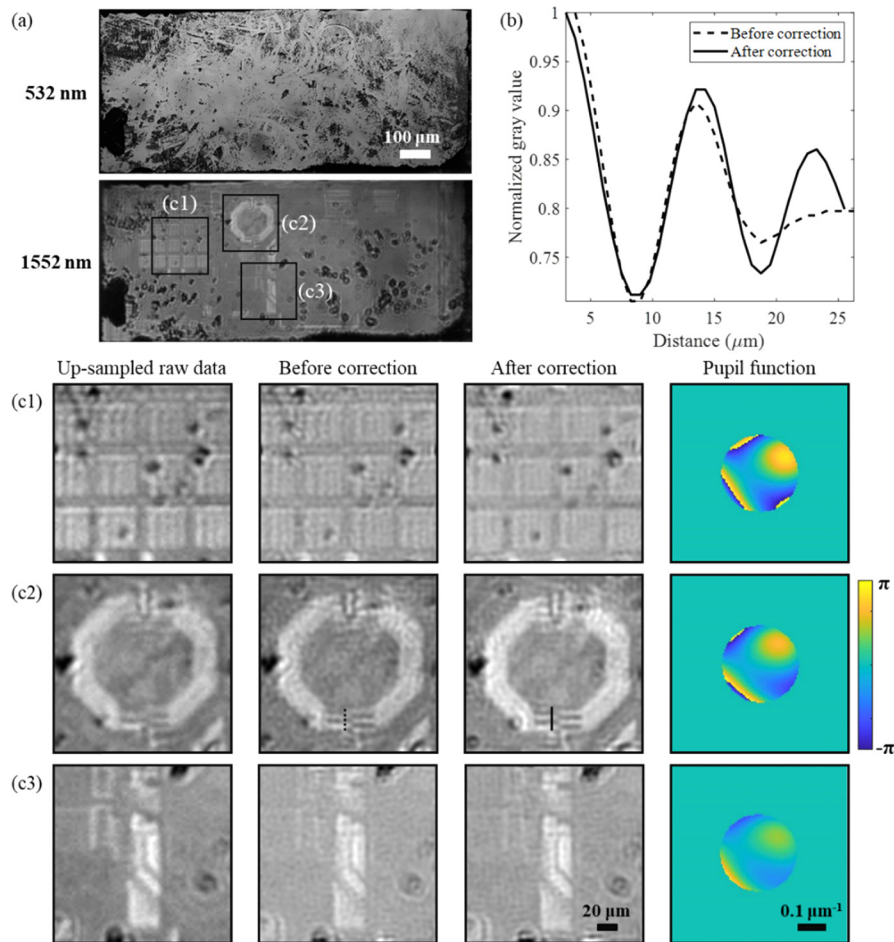 (a)
532 nm
100 μm
1552 nm
(c1)
(c2)
(c3)
(b)
Normalized gray value
1
0.95
0.9
0.85
0.8
0.75
5
10
15
20
25
Distance (μm)
Before correction
After correction
Up-sampled raw data
Before correction
After correction
Pupil function
(c1)
(c2)
π
-π
(c3)
20 μm
0.1 μm⁻¹